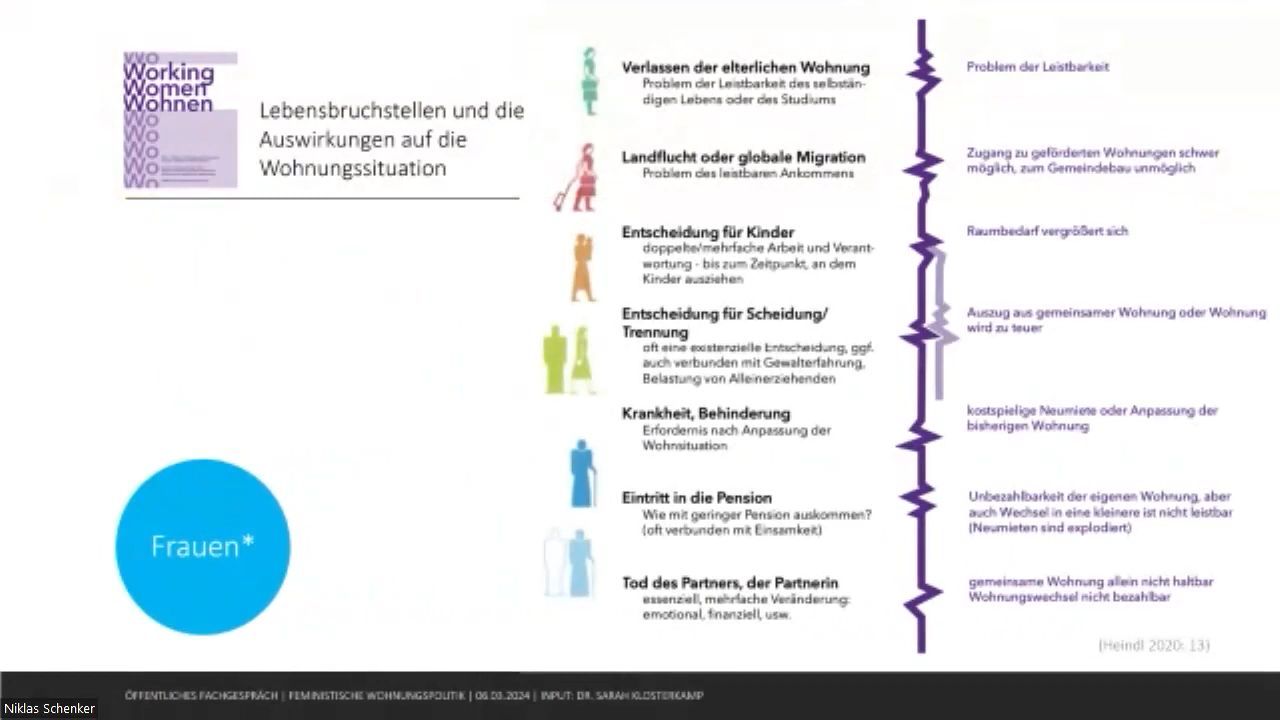 WO
Working
Women
Wohnen
Lebensbruchstellen und die
Auswirkungen auf die
Wohnungssituation
Frauen*
Verlassen der elterlichen Wohnung
Problem der Leistbarkeit des selbstän-
digen Lebens oder des Studiums
Problem der Leistbarkeit
Landflucht oder globale Migration
Problem des leistbaren Ankommens
Zugang zu geförderten Wohnungen schwer
möglich, zum Gemeindebau unmöglich
Entscheidung für Kinder
doppelte/mehrfache Arbeit und Verant-
wortung - bis zum Zeitpunkt, an dem
Kinder ausziehen
Raumbedarf vergrößert sich
Entscheidung für Scheidung/
Trennung
oft eine existenzielle Entscheidung, ggf.
auch verbunden mit Gewalterfahrung,
Belastung von Alleinerziehenden
Auszug aus gemeinsamer Wohnung oder Wohnung
wird zu teuer
Krankheit, Behinderung
Erfordernis nach Anpassung der
Wohnsituation
kostspielige Neumiete oder Anpassung der
bisherigen Wohnung
Eintritt in die Pension
Wie mit geringer Pension auskommen?
(oft verbunden mit Einsamkeit)
Unbezahlbarkeit der eigenen Wohnung, aber
auch Wechsel in eine kleinere ist nicht leistbar
(Neumieten sind explodiert)
Tod des Partners, der Partnerin
essenziell, mehrfache Veränderung:
emotional, finanziell, usw.
gemeinsame Wohnung allein nicht haltbar
Wohnungswechsel nicht bezahlbar
(Heindl 2020: 13)
ÖFFENTLICHES FACHGESPRÄCH | FEMINISTISCHE WOHNUNGSPOLITIK | 06.03.2024 | INPUT: DR. SARAH KLOSTERKAMP
Niklas Schenker